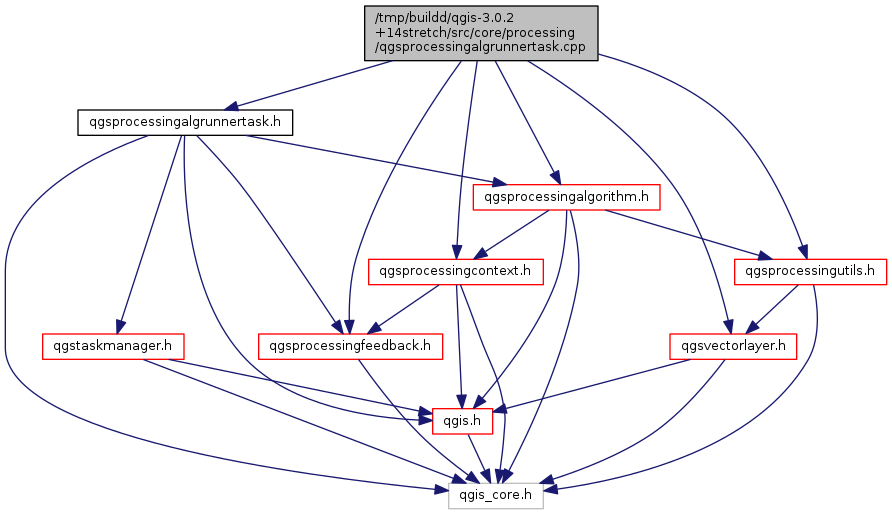 /tmp/buildd/qgis-3.0.2
+14stretch/src/core/processing
/qgsprocessingalgrunnertask.cpp
qgsprocessingalgrunnertask.h
qgsprocessingalgorithm.h
qgsprocessingcontext.h
qgsprocessingutils.h
qgstaskmanager.h
qgsprocessingfeedback.h
qgsvectorlayer.h
qgis.h
qgis_core.h